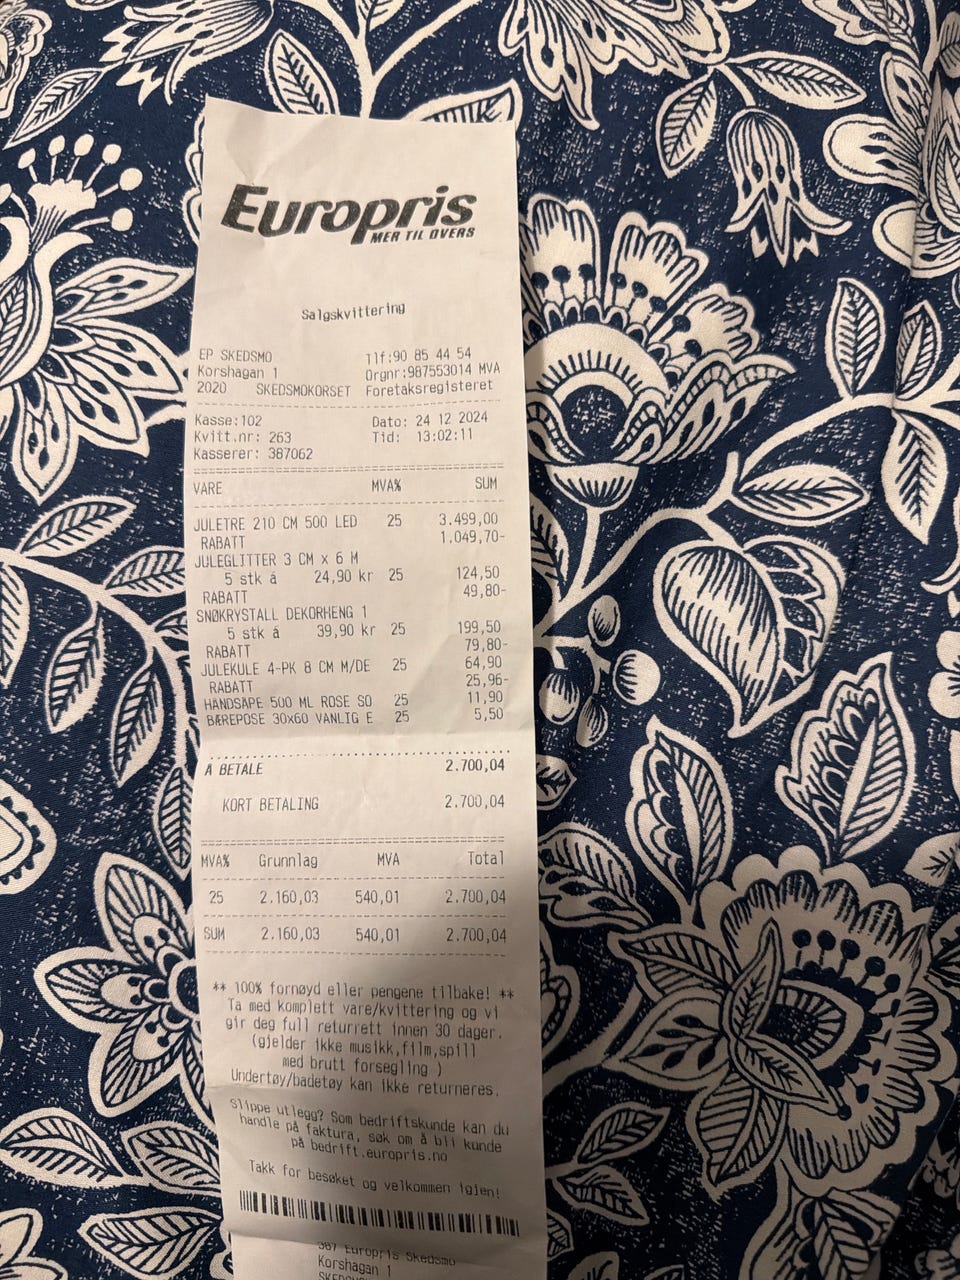 Europris
MER TIL OVERS
Salgskvittering
EP SKEDSMO Tlf:90 85 44 54
Korshagan 1 Orgnr:987553014 MVA
2020 SKEDSMOKORSET Foretaksregisteret
Kasse:102 Dato: 24 12 2024
Kvitt.nr: 263 Tid: 13:02:11
Kasserer: 387062
VARE MVA% SUM
JULETRE 210 CM 500 LED 25 3.499,00
RABATT 1.049,70-
JULEGLITTER 3 CM x 6 M
5 stk á 24,90 kr 25 124,50
RABATT 49,80-
SNØKRYSTALL DEKORHENG 1
5 stk á 39,90 kr 25 199,50
RABATT 79,80-
JULEKULE 4-PK 8 CM M/DE 25 64,90
RABATT 25,96-
HÅNDSÅPE 500 ML ROSE SO 25 11,90
BÆREPOSE 30x60 VANLIG E 25 5,50
Å BETALE 2.700,04
KORT BETALING 2.700,04
MVA% Grunnlag MVA Total
25 2.160,03 540,01 2.700,04
SUM 2.160,03 540,01 2.700,04
** 100% fornøyd eller pengene tilbake! **
Ta med komplett vare/kvittering og vi
gir deg full returrett innen 30 dager.
(gjelder ikke musikk,film,spill
med brutt forsegling )
Undertøy/badetøy kan ikke returneres.
Slippe utlegg? Som bedriftskunde kan du
handle på faktura, søk om å bli kunde
på bedrift.europris.no
Takk for besøket og velkommen igjen!
387 Europris Skedsmo
Korshagan 1